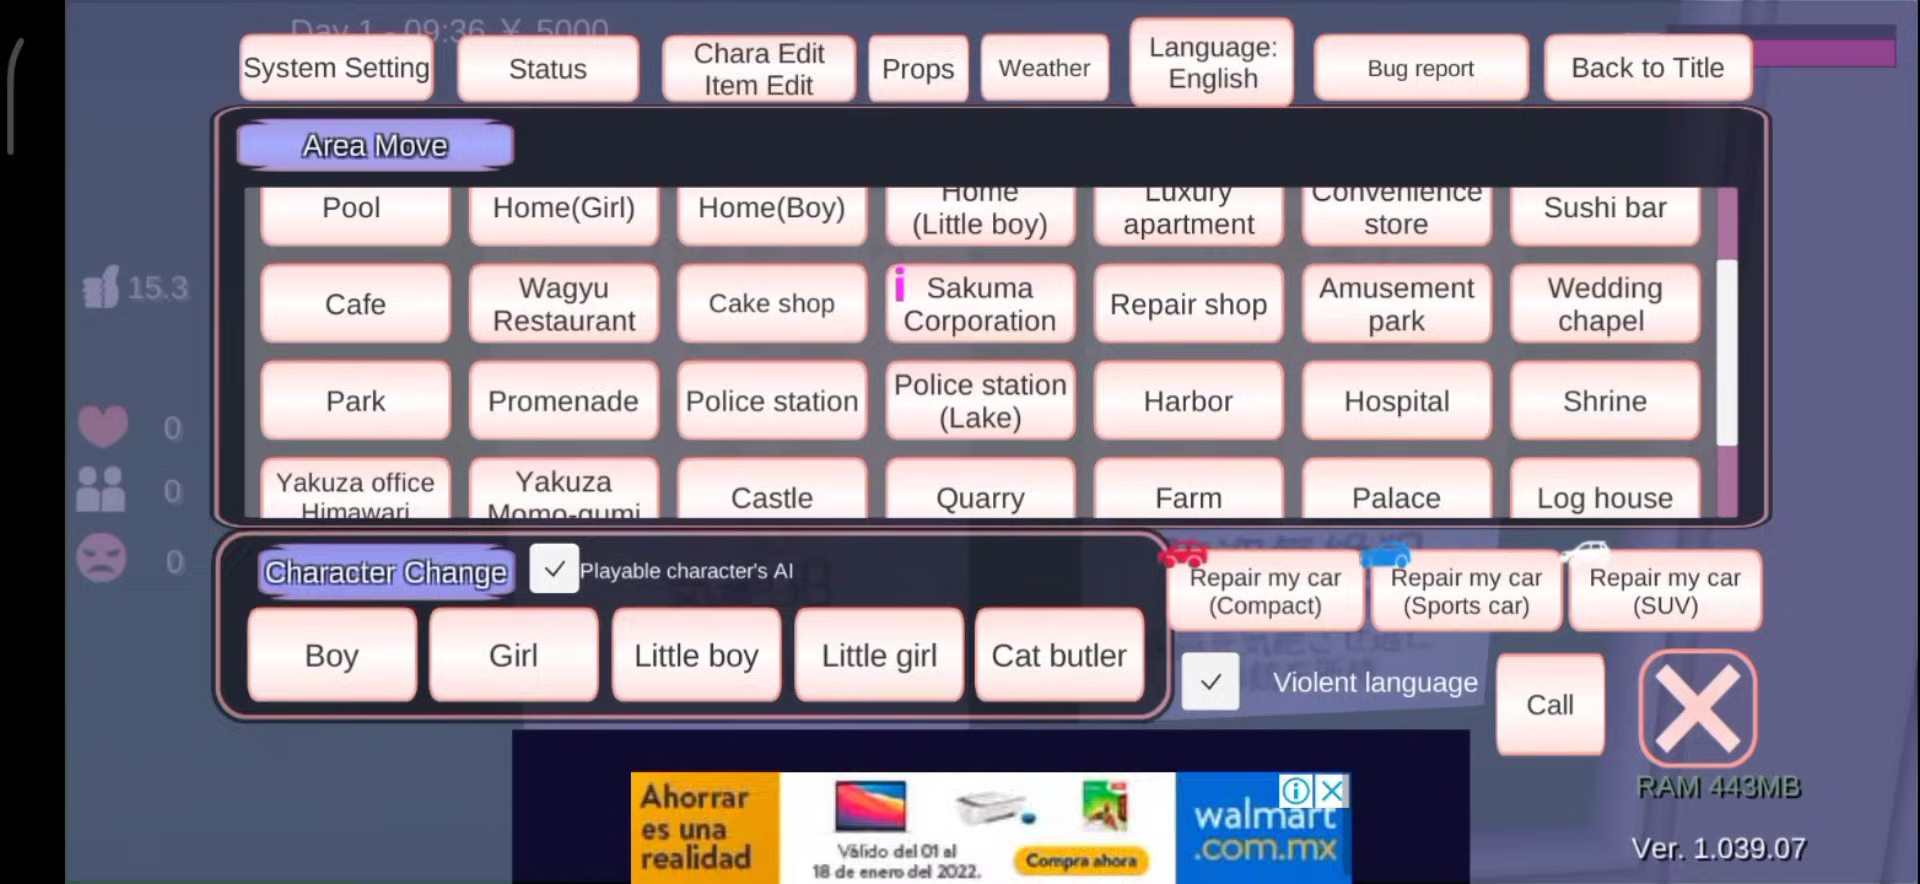 Day 1 - 09:36 ¥ 5000
System Setting
Status
Chara Edit
Item Edit
Props
Weather
Language:
English
Bug report
Back to Title
Area Move
Pool
Home(Girl)
Home(Boy)
Home
(Little boy)
Luxury
apartment
Convenience
store
Sushi bar
15.3
Cafe
Wagyu
Restaurant
Cake shop
i
Sakuma
Corporation
Repair shop
Amusement
park
Wedding
chapel
Park
Promenade
Police station
Police station
(Lake)
Harbor
Hospital
Shrine
0
0
0
Yakuza office
Himawari
Yakuza
Momo-gumi
Castle
Quarry
Farm
Palace
Log house
Character Change
Playable character's AI
Boy
Girl
Little boy
Little girl
Cat butler
Repair my car
(Compact)
Repair my car
(Sports car)
Repair my car
(SUV)
Violent language
Call
RAM 443MB
Ver. 1.039.07
Ahorrar
es una
realidad
Válido del 01 al
18 de enero del 2022.
Compra ahora
walmart
.com.mx